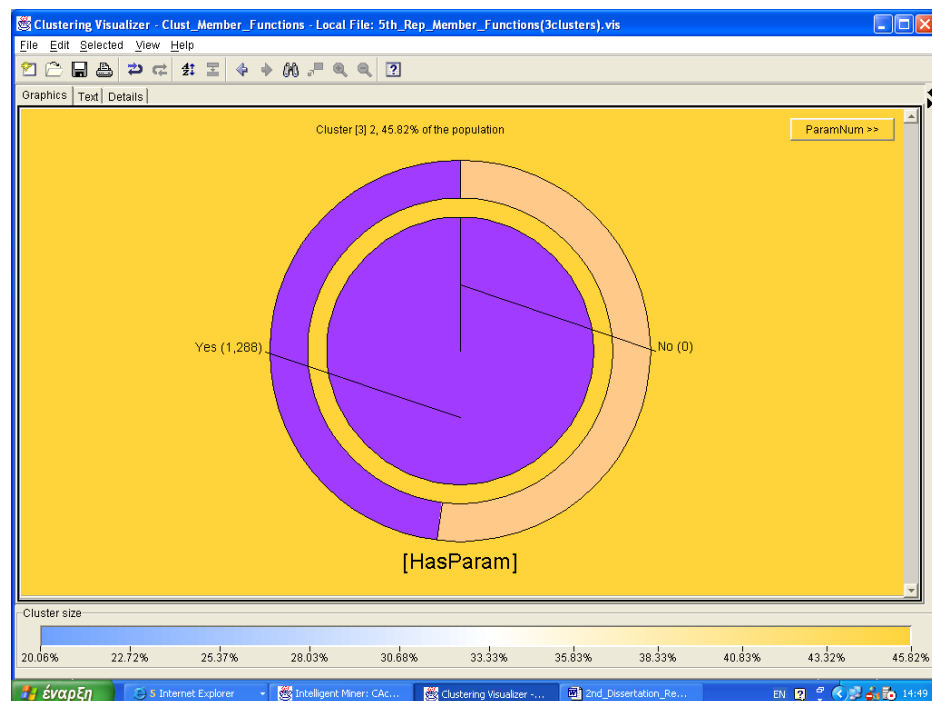 Clustering Visualizer - Clust_Member_Functions - Local File: 5th_Rep_Member_Functions(3clusters).vis
File Edit Selected View Help
Graphics Text Details
Cluster [3] 2, 45.82% of the population
ParamNum >>
Yes (1,288)
No (0)
[HasParam]
Cluster size
20.06% 22.72% 25.37% 28.03% 30.68% 33.33% 35.83% 38.33% 40.83% 43.32% 45.82%
έναρξη 5 Internet Explorer Intelligent Miner: CAc... Clustering Visualizer -... 2nd_Dissertation_Re... EN 14:49